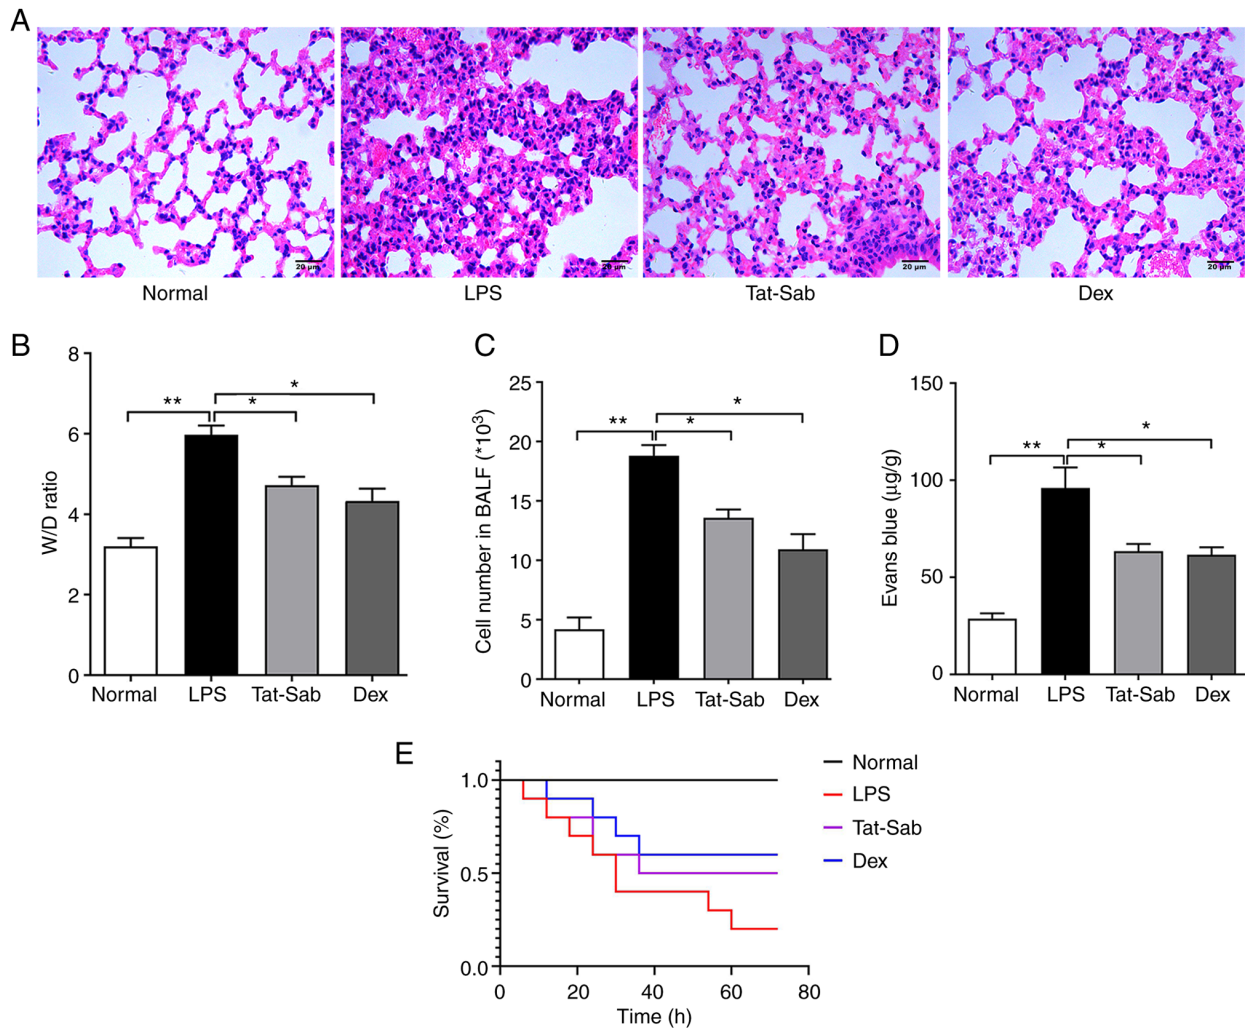 A
20 µm
20 µm
20 µm
20 µm
Normal
LPS
Tat-Sab
Dex
B
8
6
4
2
0
W/D ratio
**
*
*
Normal
LPS
Tat-Sab
Dex
C
25
20
15
10
5
0
Cell number in BALF (*10³)
**
*
*
Normal
LPS
Tat-Sab
Dex
D
150
100
50
0
Evans blue (µg/g)
**
*
*
Normal
LPS
Tat-Sab
Dex
E
1.0
0.5
0.0
Survival (%)
0
20
40
60
80
Time (h)
Normal
LPS
Tat-Sab
Dex